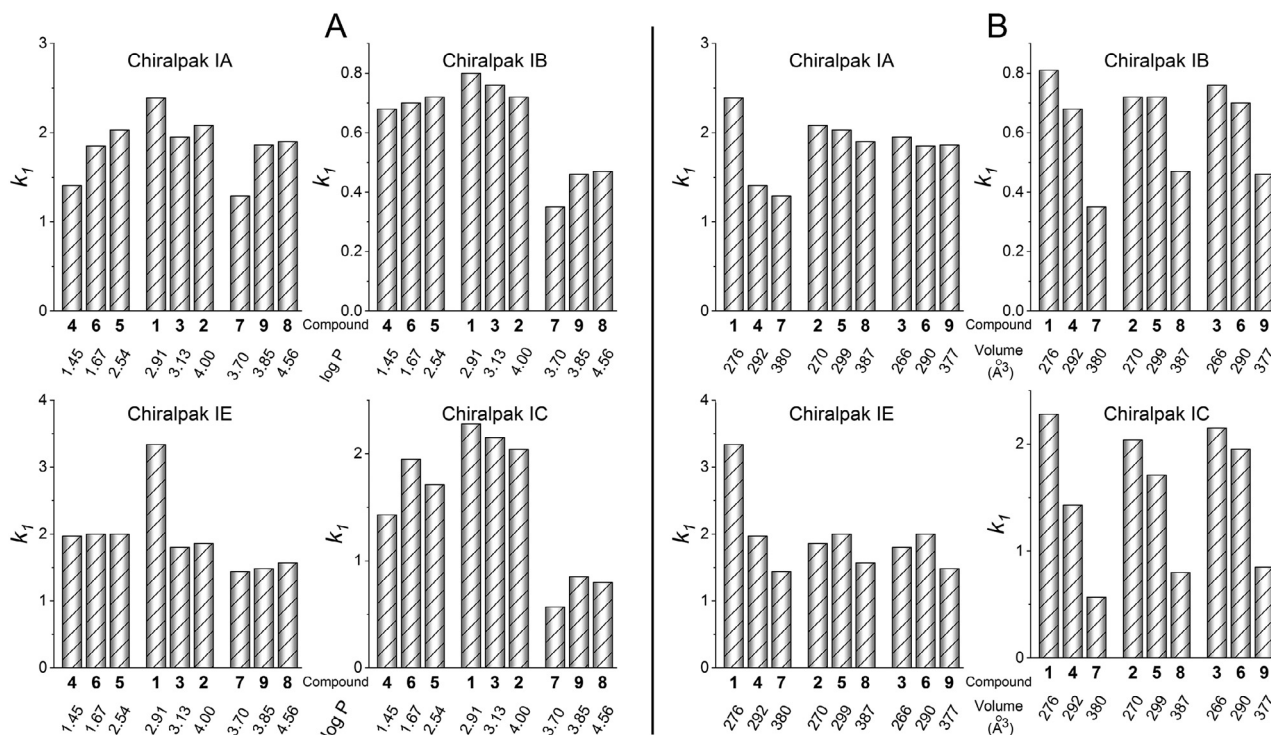 A
B
Chiralpak IA
3
2
1
0
k1
4 6 5 1 3 2 7 9 8
1.45 1.67 2.54 2.91 3.13 4.00 3.70 3.85 4.56
Chiralpak IB
0.8
0.6
0.4
0.2
0.0
k1
4 6 5 1 3 2 7 9 8
1.45 1.67 2.54 2.91 3.13 4.00 3.70 3.85 4.56
Compound
log P
Chiralpak IE
4
3
2
1
0
k1
4 6 5 1 3 2 7 9 8
1.45 1.67 2.54 2.91 3.13 4.00 3.70 3.85 4.56
Chiralpak IC
2
1
0
k1
4 6 5 1 3 2 7 9 8
1.45 1.67 2.54 2.91 3.13 4.00 3.70 3.85 4.56
Compound
log P
Chiralpak IA
3
2
1
0
k1
1 4 7 2 5 8 3 6 9
276 292 380 270 299 387 266 290 377
Chiralpak IB
0.8
0.6
0.4
0.2
0.0
k1
1 4 7 2 5 8 3 6 9
276 292 380 270 299 387 266 290 377
Compound
Volume
(Å3)
Chiralpak IE
4
3
2
1
0
k1
1 4 7 2 5 8 3 6 9
276 292 380 270 299 387 266 290 377
Chiralpak IC
2
1
0
k1
1 4 7 2 5 8 3 6 9
276 292 380 270 299 387 266 290 377
Compound
Volume
(Å3)